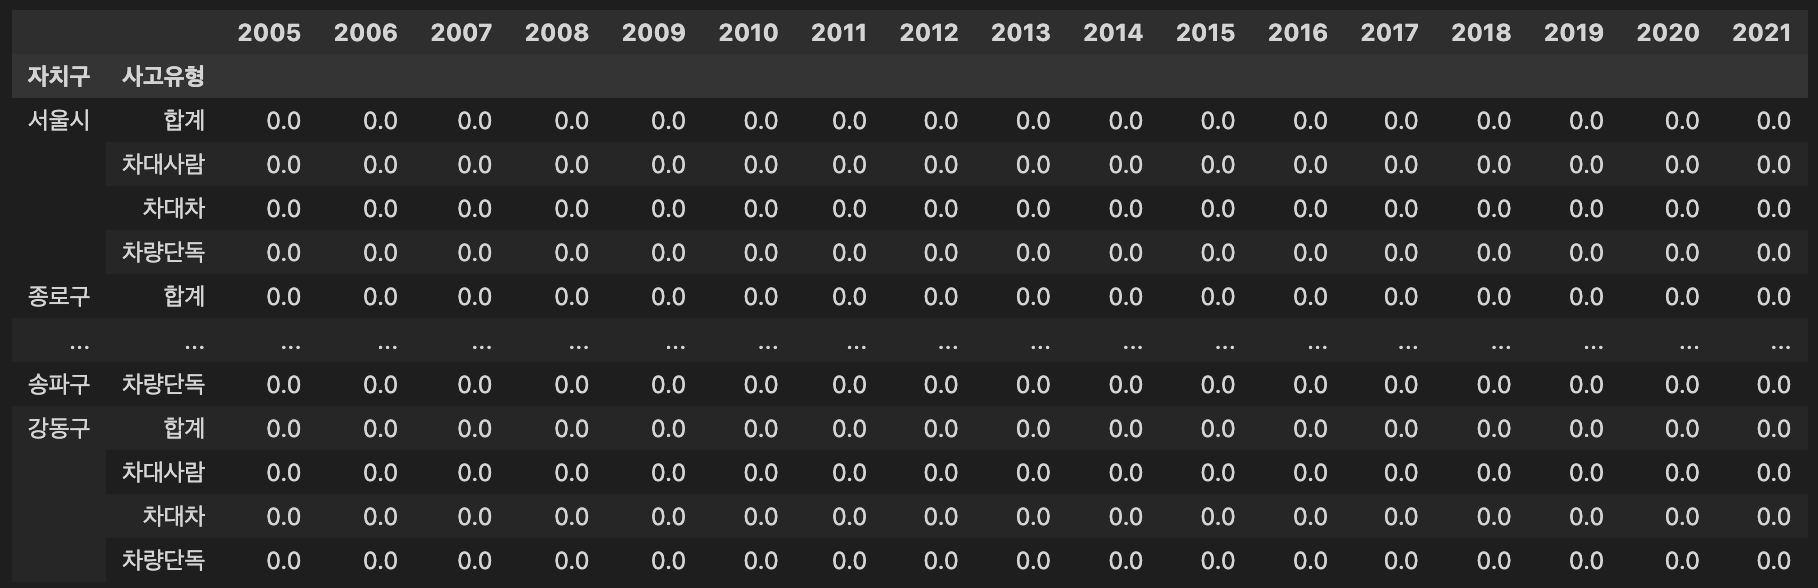 2005 2006 2007 2008 2009 2010 2011 2012 2013 2014 2015 2016 2017 2018 2019 2020 2021
자치구 사고유형
서울시 합계 0.0 0.0 0.0 0.0 0.0 0.0 0.0 0.0 0.0 0.0 0.0 0.0 0.0 0.0 0.0 0.0 0.0
차대사람 0.0 0.0 0.0 0.0 0.0 0.0 0.0 0.0 0.0 0.0 0.0 0.0 0.0 0.0 0.0 0.0 0.0
차대차 0.0 0.0 0.0 0.0 0.0 0.0 0.0 0.0 0.0 0.0 0.0 0.0 0.0 0.0 0.0 0.0 0.0
차량단독 0.0 0.0 0.0 0.0 0.0 0.0 0.0 0.0 0.0 0.0 0.0 0.0 0.0 0.0 0.0 0.0 0.0
종로구 합계 0.0 0.0 0.0 0.0 0.0 0.0 0.0 0.0 0.0 0.0 0.0 0.0 0.0 0.0 0.0 0.0 0.0
... ... ... ... ... ... ... ... ... ... ... ... ... ... ... ... ... ... ...
송파구 차량단독 0.0 0.0 0.0 0.0 0.0 0.0 0.0 0.0 0.0 0.0 0.0 0.0 0.0 0.0 0.0 0.0 0.0
강동구 합계 0.0 0.0 0.0 0.0 0.0 0.0 0.0 0.0 0.0 0.0 0.0 0.0 0.0 0.0 0.0 0.0 0.0
차대사람 0.0 0.0 0.0 0.0 0.0 0.0 0.0 0.0 0.0 0.0 0.0 0.0 0.0 0.0 0.0 0.0 0.0
차대차 0.0 0.0 0.0 0.0 0.0 0.0 0.0 0.0 0.0 0.0 0.0 0.0 0.0 0.0 0.0 0.0 0.0
차량단독 0.0 0.0 0.0 0.0 0.0 0.0 0.0 0.0 0.0 0.0 0.0 0.0 0.0 0.0 0.0 0.0 0.0